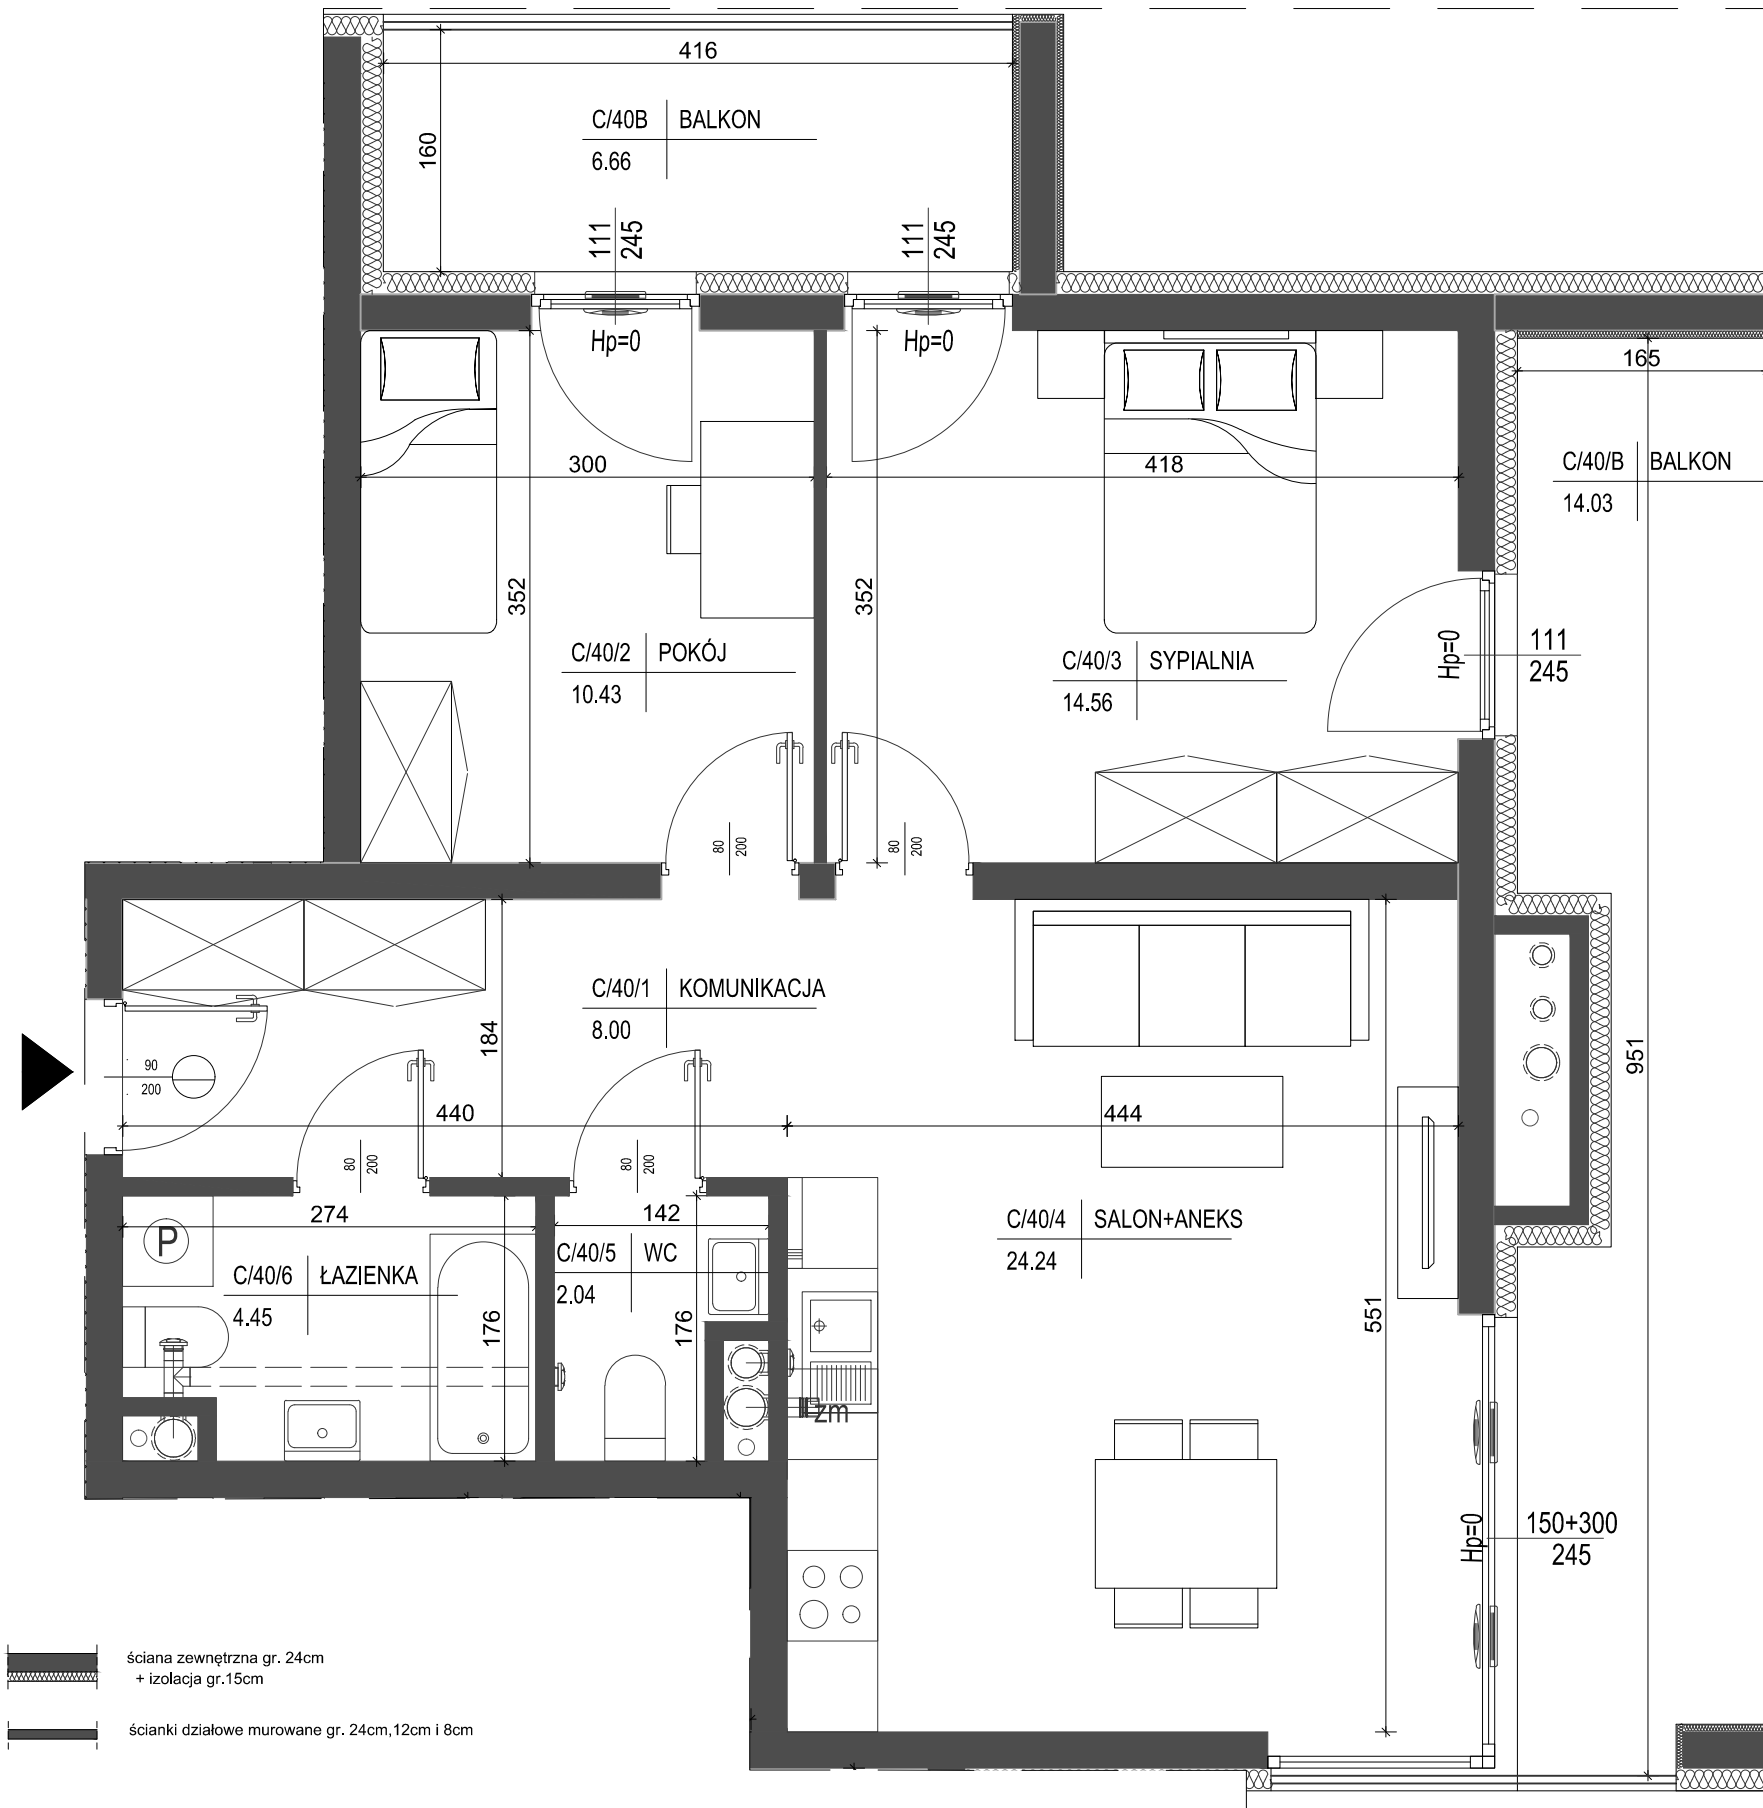 416
C/40B BALKON
6.66
160
111
245
111
245
Hp=0
Hp=0
165
C/40/B BALKON
14.03
300
418
352
352
C/40/2 POKÓJ
10.43
C/40/3 SYPIALNIA
14.56
Hp=0
111
245
80
200
80
200
C/40/1 KOMUNIKACJA
8.00
184
951
90
200
440
444
80
200
80
200
274
142
P
C/40/6 ŁAZIENKA
4.45
C/40/5 WC
2.04
C/40/4 SALON+ANEKS
24.24
176
176
551
zm
Hp=0
150+300
245
ściana zewnętrzna gr. 24cm
+ izolacja gr.15cm
ścianki działowe murowane gr. 24cm,12cm i 8cm